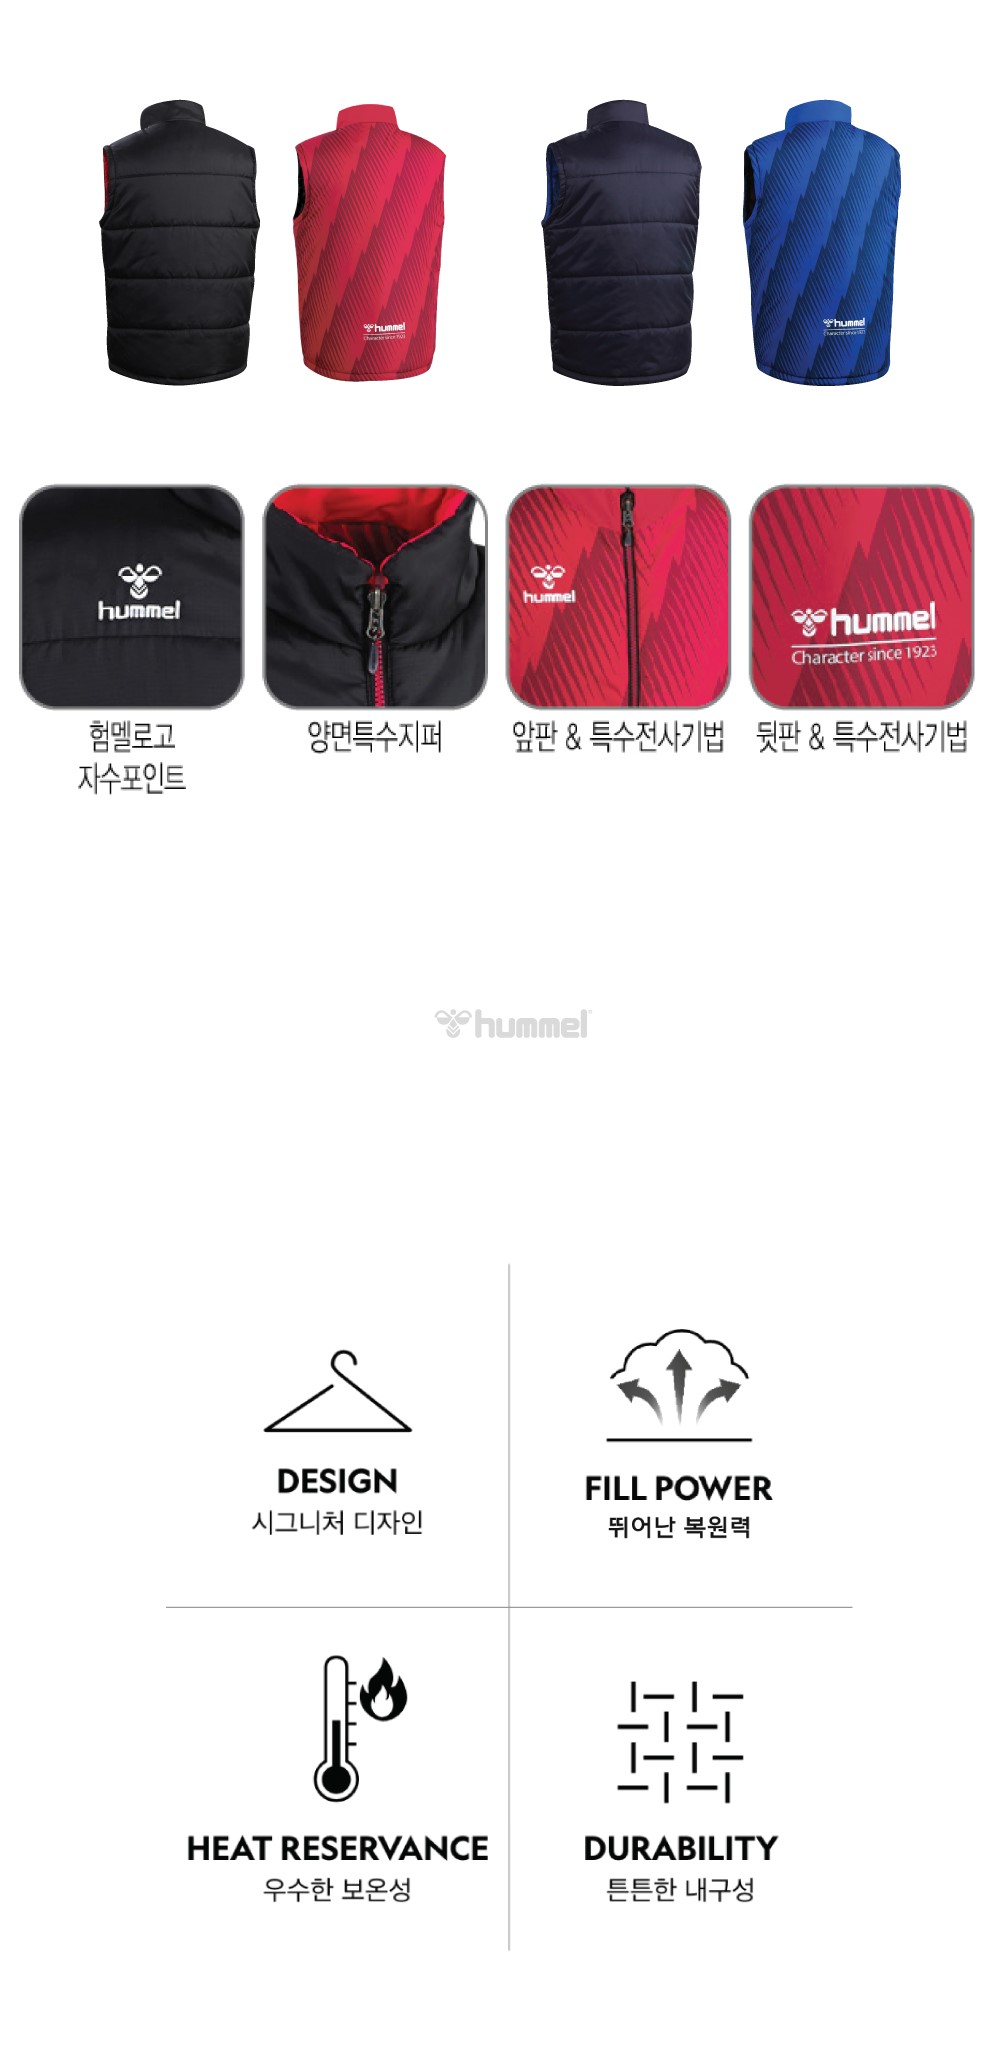 hummel
Character since 1923
hummel
Character since 1923
hummel
hummel
hummel
Character since 1923
험멜로고
자수포인트
양면특수지퍼
앞판 & 특수전사기법
뒷판 & 특수전사기법
hummel
DESIGN
시그니처 디자인
FILL POWER
뛰어난 복원력
HEAT RESERVANCE
우수한 보온성
DURABILITY
튼튼한 내구성